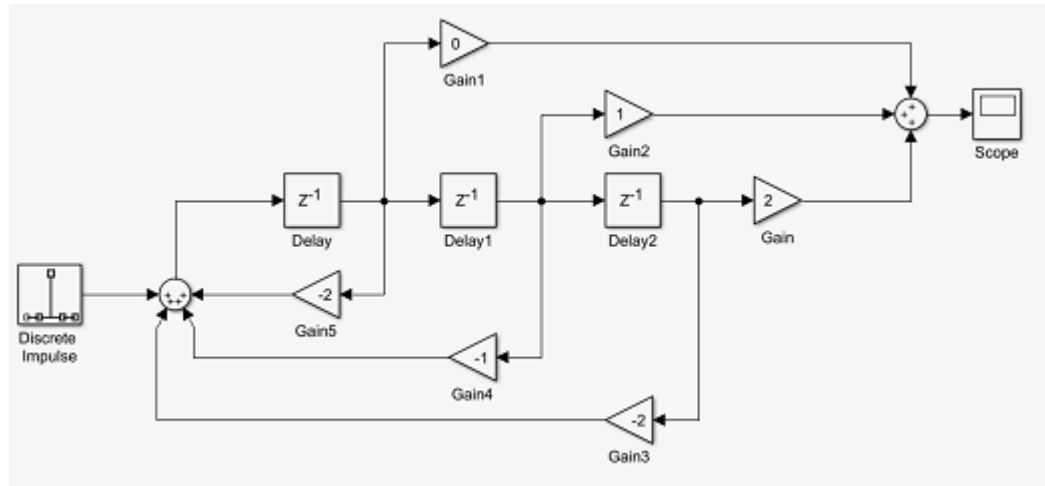 0
Gain1
1
Gain2
Scope
Z-1
Delay
Z-1
Delay1
Z-1
Delay2
2
Gain
Discrete
Impulse
-2
Gain5
-1
Gain4
-2
Gain3